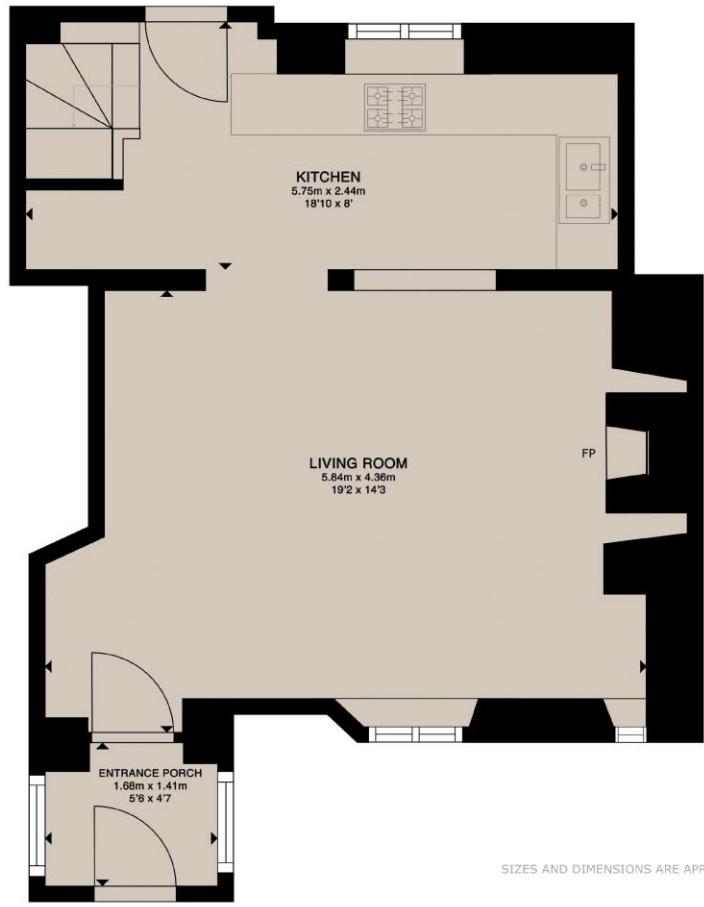 KITCHEN
5.75m x 2.44m
18'10 x 8'
LIVING ROOM
5.84m x 4.36m
19'2 x 14'3
FP
ENTRANCE PORCH
1.68m x 1.41m
5'6 x 4'7
SIZES AND DIMENSIONS ARE